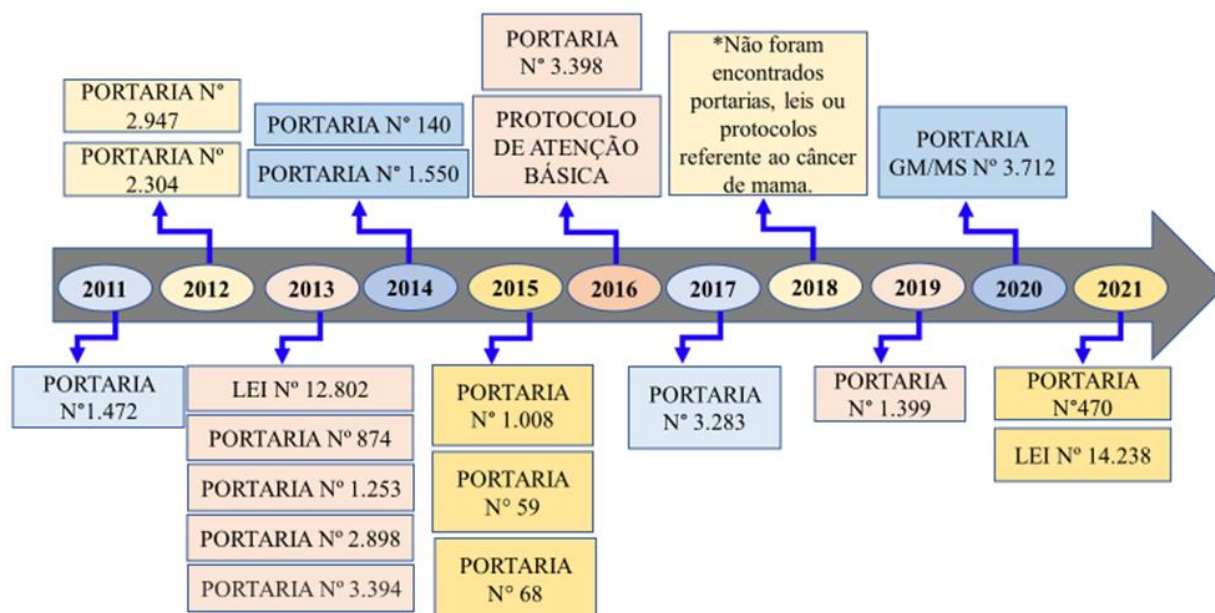 PORTARIA N°
2.947
PORTARIA Nº
2.304
PORTARIA N° 140
PORTARIA N° 1.550
PORTARIA
N° 3.398
PROTOCOLO
DE ATENÇÃO
BÁSICA
*Não foram
encontrados
portarias, leis ou
protocolos
referente ao câncer
de mama.
PORTARIA
GM/MS Nº 3.712
2011
2012
2013
2014
2015
2016
2017
2018
2019
2020
2021
PORTARIA
N°1.472
LEI Nº 12.802
PORTARIA Nº 874
PORTARIA Nº 1.253
PORTARIA Nº 2.898
PORTARIA Nº 3.394
PORTARIA
N° 1.008
PORTARIA
N° 59
PORTARIA
N° 68
PORTARIA
N° 3.283
PORTARIA
N° 1.399
PORTARIA
N°470
LEI Nº 14.238